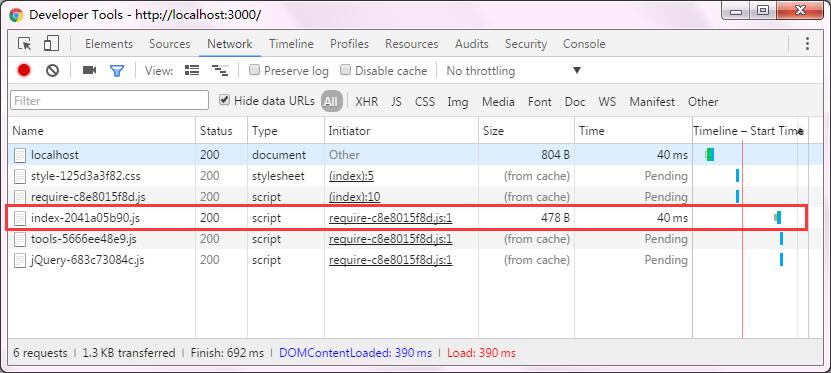 Developer Tools - http://localhost:3000/
Elements Sources Network Timeline Profiles Resources Audits Security Console
View: Preserve log Disable cache No throttling
Filter Hide data URLs All XHR JS CSS Img Media Font Doc WS Manifest Other
Name Status Type Initiator Size Time Timeline – Start Time
localhost 200 document Other 804 B 40 ms
style-125d3a3f82.css 200 stylesheet (index):5 (from cache) Pending
require-c8e8015f8d.js 200 script (index):10 (from cache) Pending
index-2041a05b90.js 200 script require-c8e8015f8d.js:1 478 B 40 ms
tools-5666ee48e9.js 200 script require-c8e8015f8d.js:1 (from cache) Pending
jQuery-683c73084c.js 200 script require-c8e8015f8d.js:1 (from cache) Pending
6 requests | 1.3 KB transferred | Finish: 692 ms | DOMContentLoaded: 390 ms | Load: 390 ms